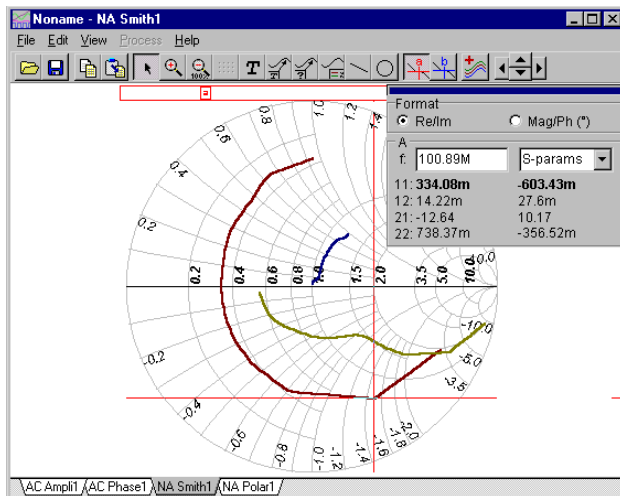 Noname - NA Smith1
File Edit View Process Help
100%
T
a
b
a
Format
Re/Im
Mag/Ph (°)
A
f: 100.89M S-params
11: 334.08m -603.43m
12: 14.22m 27.6m
21: -12.64 10.17
22: 738.37m -356.52m
0.2 0.4 0.6 0.8 1.0 1.2 1.4
0.2 0.4 0.6 0.8 1.0 2.0 3.5 5.0 10.0
-0.2 -0.4 -0.6 -0.8 -1.0 -1.2 -1.4 -1.6 -1.8 -2.0 -3.5 -5.0 -10.0
AC Ampli1 AC Phase1 NA Smith1 NA Polar1